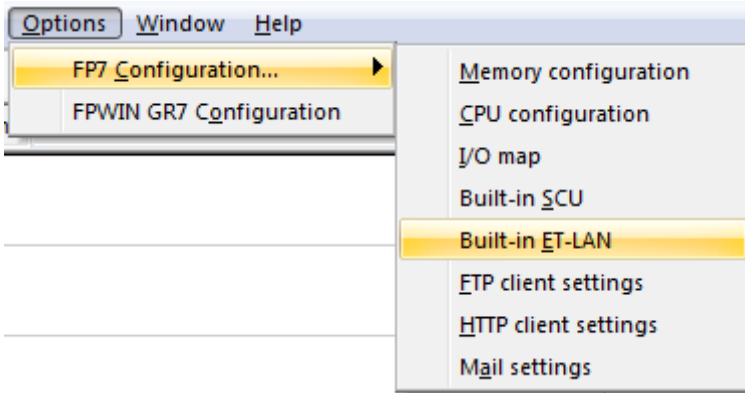 Options Window Help
FP7 Configuration...
FPWIN GR7 Configuration
Memory configuration
CPU configuration
I/O map
Built-in SCU
Built-in ET-LAN
FTP client settings
HTTP client settings
Mail settings